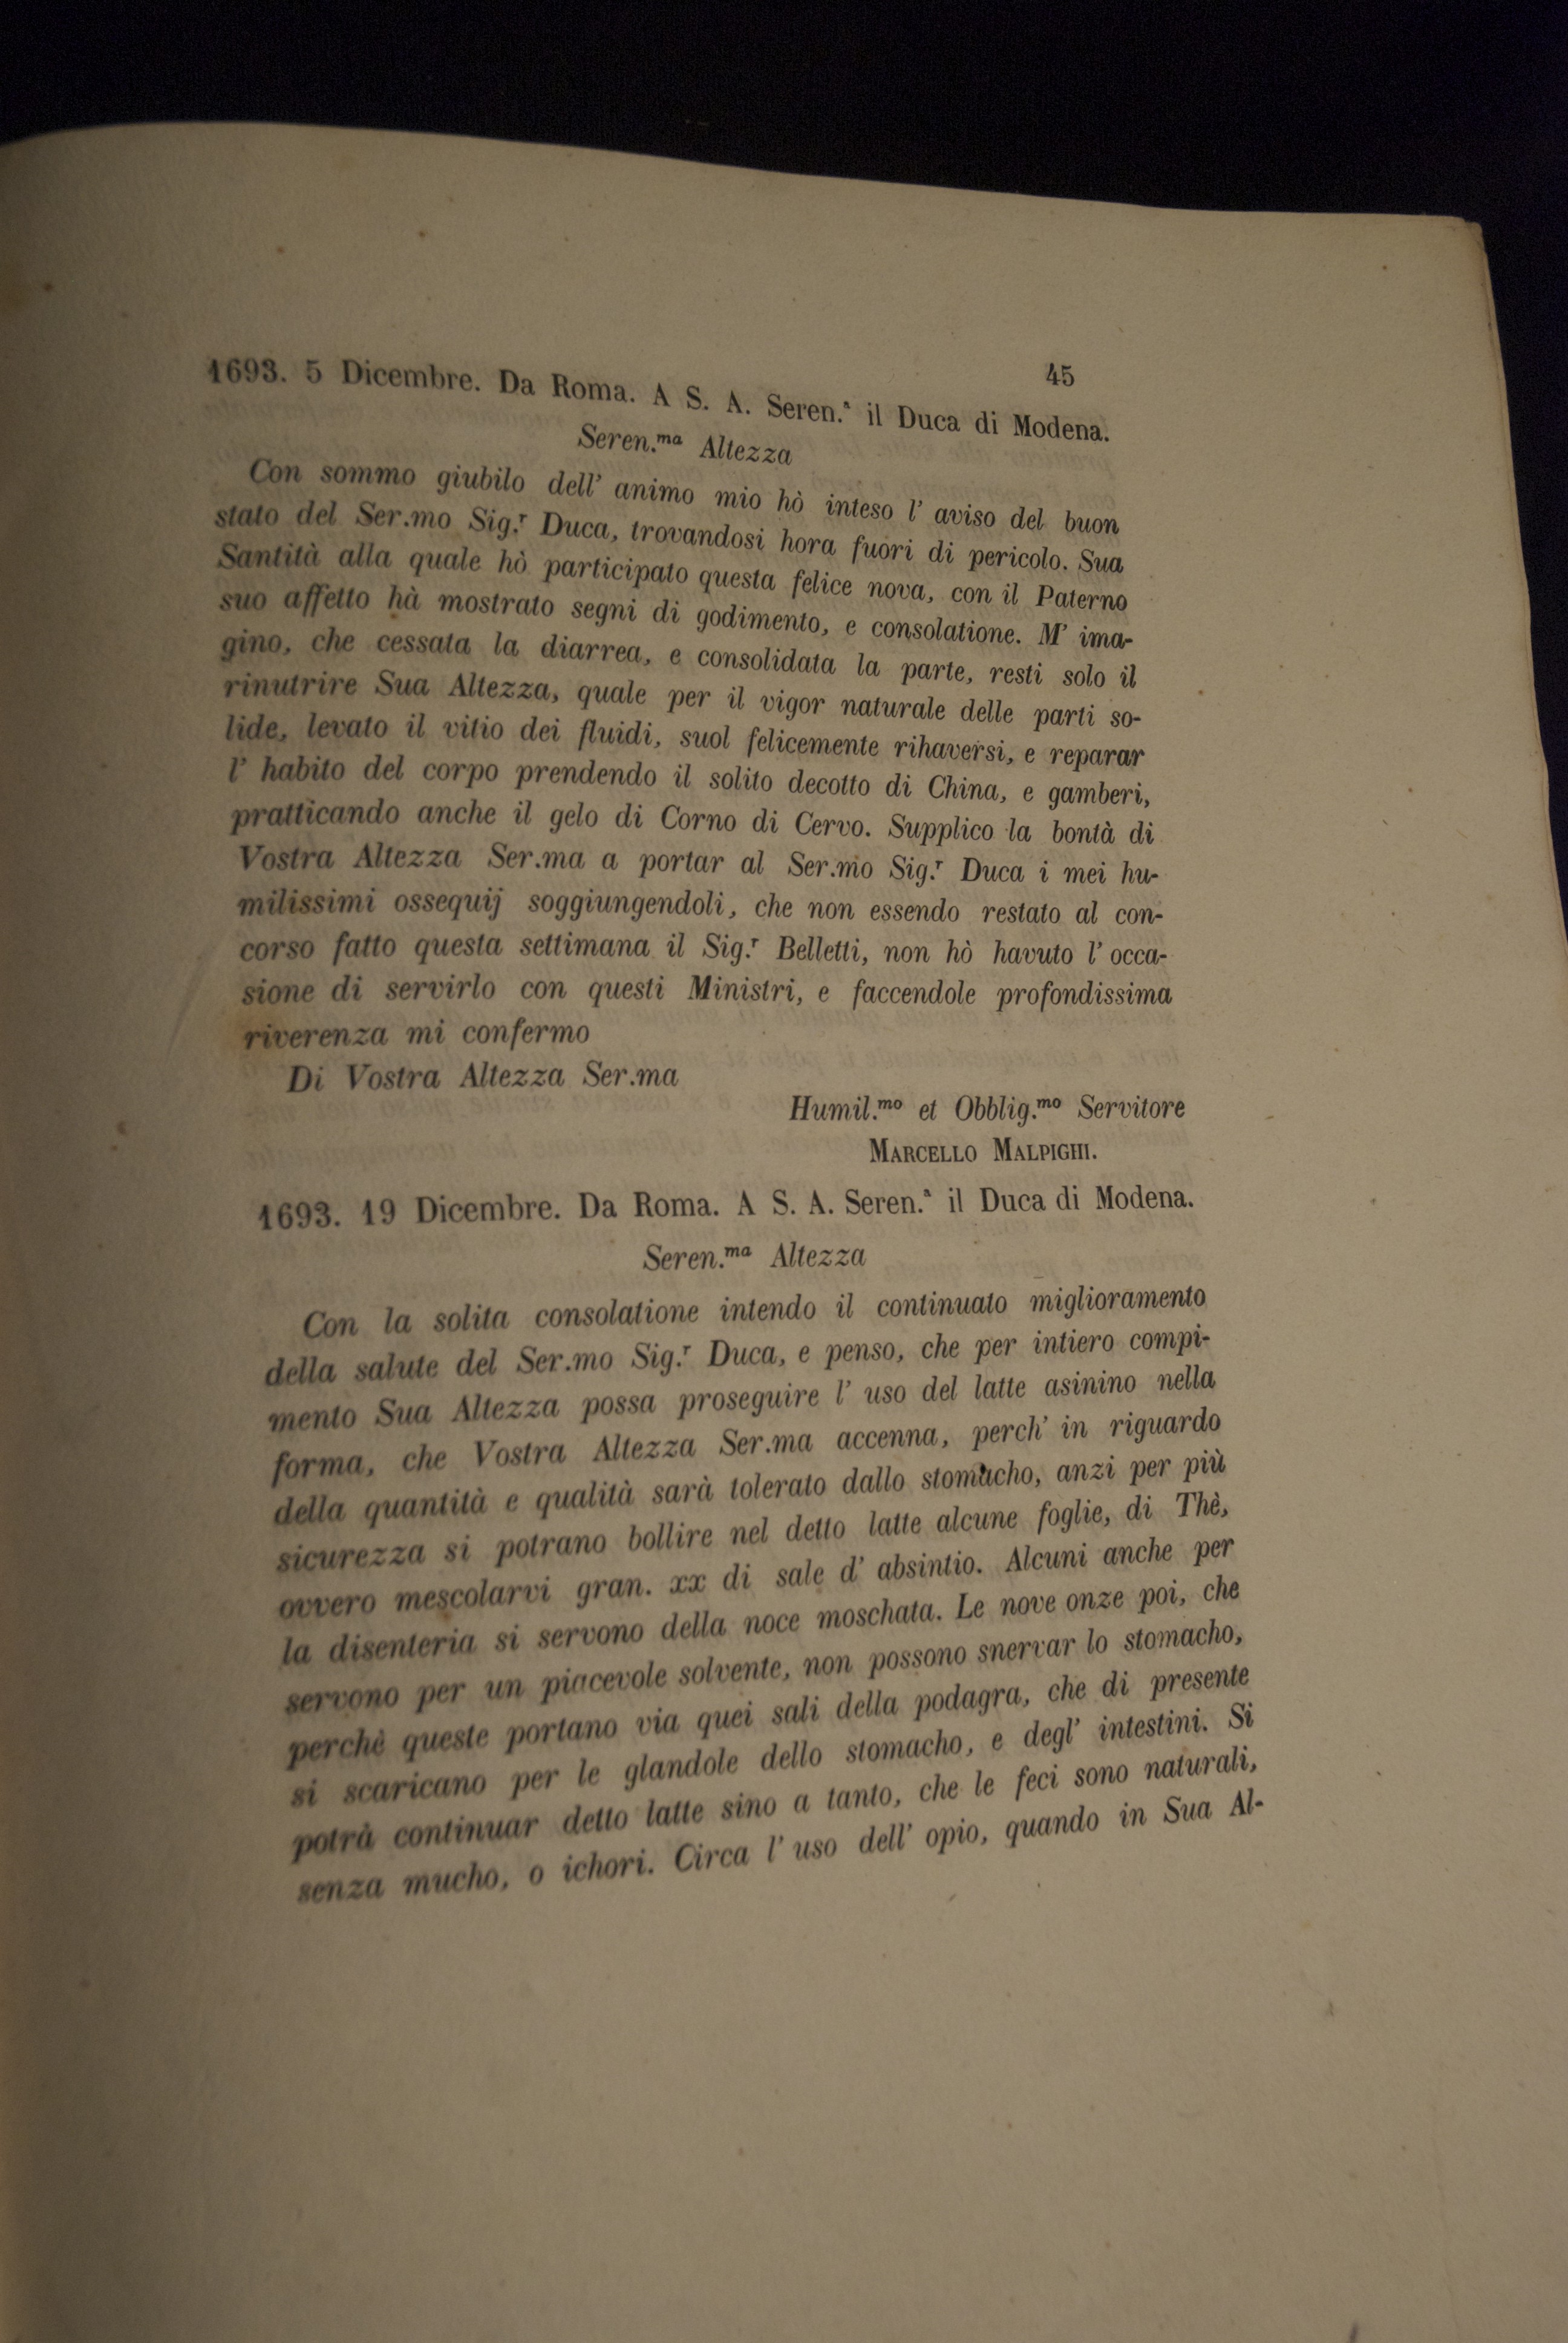 45
1693. 5 Dicembre. Da Roma. A S. A. Seren.ª il Duca di Modena.
Seren.ma Altezza
Con sommo giubilo dell' animo mio hò inteso l' aviso del buon
stato del Ser.mo Sig.r Duca, trovandosi hora fuori di pericolo. Sua
Santità alla quale hò participato questa felice nova, con il Paterno
suo affetto hà mostrato segni di godimento, e consolatione. M' ima-
gino, che cessata la diarrea, e consolidata la parte, resti solo il
rinutrire Sua Altezza, quale per il vigor naturale delle parti so-
lide, levato il vitio dei fluidi, suol felicemente rihaversi, e reparar
l' habito del corpo prendendo il solito decotto di China, e gamberi,
pratticando anche il gelo di Corno di Cervo. Supplico la bontà di
Vostra Altezza Ser.ma a portar al Ser.mo Sig.r Duca i mei hu-
milissimi ossequij soggiungendoli, che non essendo restato al con-
corso fatto questa settimana il Sig.r Belletti, non hò havuto l' occa-
sione di servirlo con questi Ministri, e faccendole profondissima
riverenza mi confermo
Di Vostra Altezza Ser.ma
Humil.mo et Obblig.mo Servitore
MARCELLO MALPIGHI.
1693. 19 Dicembre. Da Roma. A S. A. Seren.ª il Duca di Modena.
Seren.ma Altezza
Con la solita consolatione intendo il continuato miglioramento
della salute del Ser.mo Sig.r Duca, e penso, che per intiero compi-
mento Sua Altezza possa proseguire l' uso del latte asinino nella
forma, che Vostra Altezza Ser.ma accenna, perch' in riguardo
della quantità e qualità sarà tolerato dallo stomacho, anzi per più
sicurezza si potrano bollire nel detto latte alcune foglie, di Thè,
ovvero mescolarvi gran. xx di sale d' absintio. Alcuni anche per
la disenteria si servono della noce moschata. Le nove onze poi, che
servono per un piacevole solvente, non possono snervar lo stomacho,
perchè queste portano via quei sali della podagra, che di presente
si scaricano per le glandole dello stomacho, e degl' intestini. Si
potrà continuar detto latte sino a tanto, che le feci sono naturali,
senza mucho, o ichori. Circa l' uso dell' opio, quando in Sua Al-